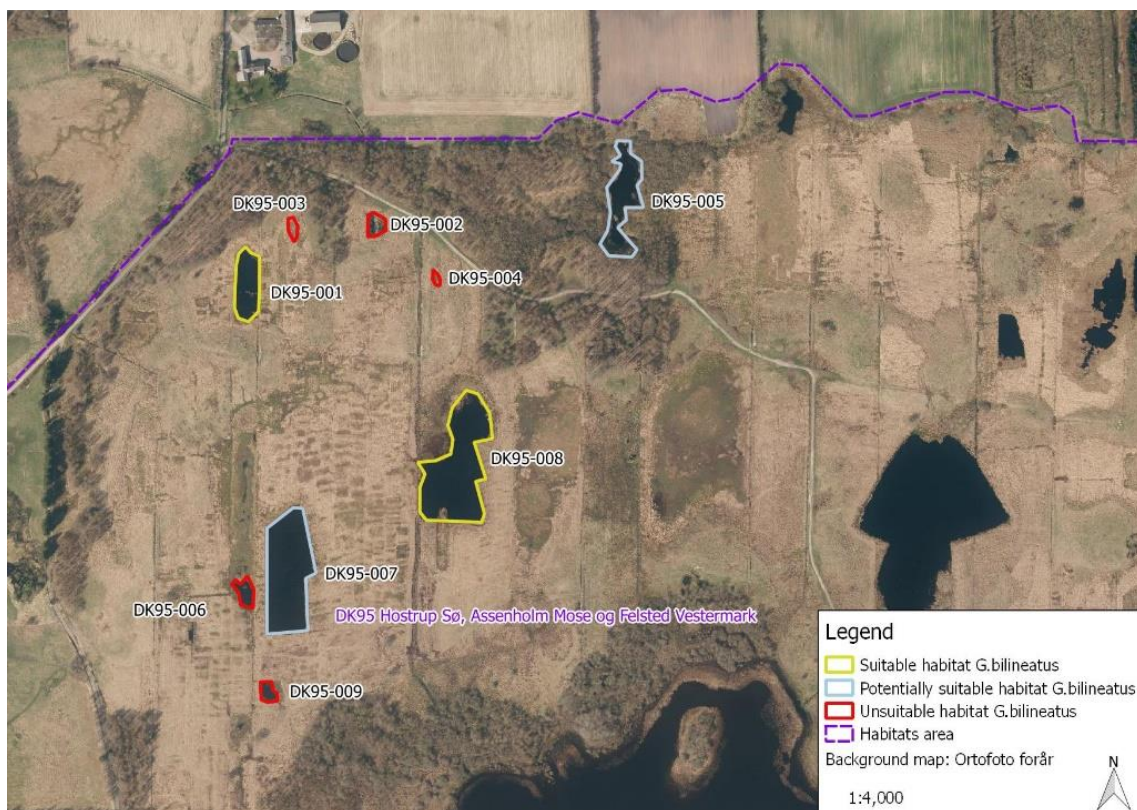 DK95-003
DK95-002
DK95-005
DK95-004
DK95-001
DK95-008
DK95-007
DK95-006
DK95 Hostrup Sø, Assenholm Mose og Felsted Vestermark
DK95-009
Legend
Suitable habitat G.bilineatus
Potentially suitable habitat G.bilineatus
Unsuitable habitat G.bilineatus
Habitats area
Background map: Ortofoto forår
1:4,000
N